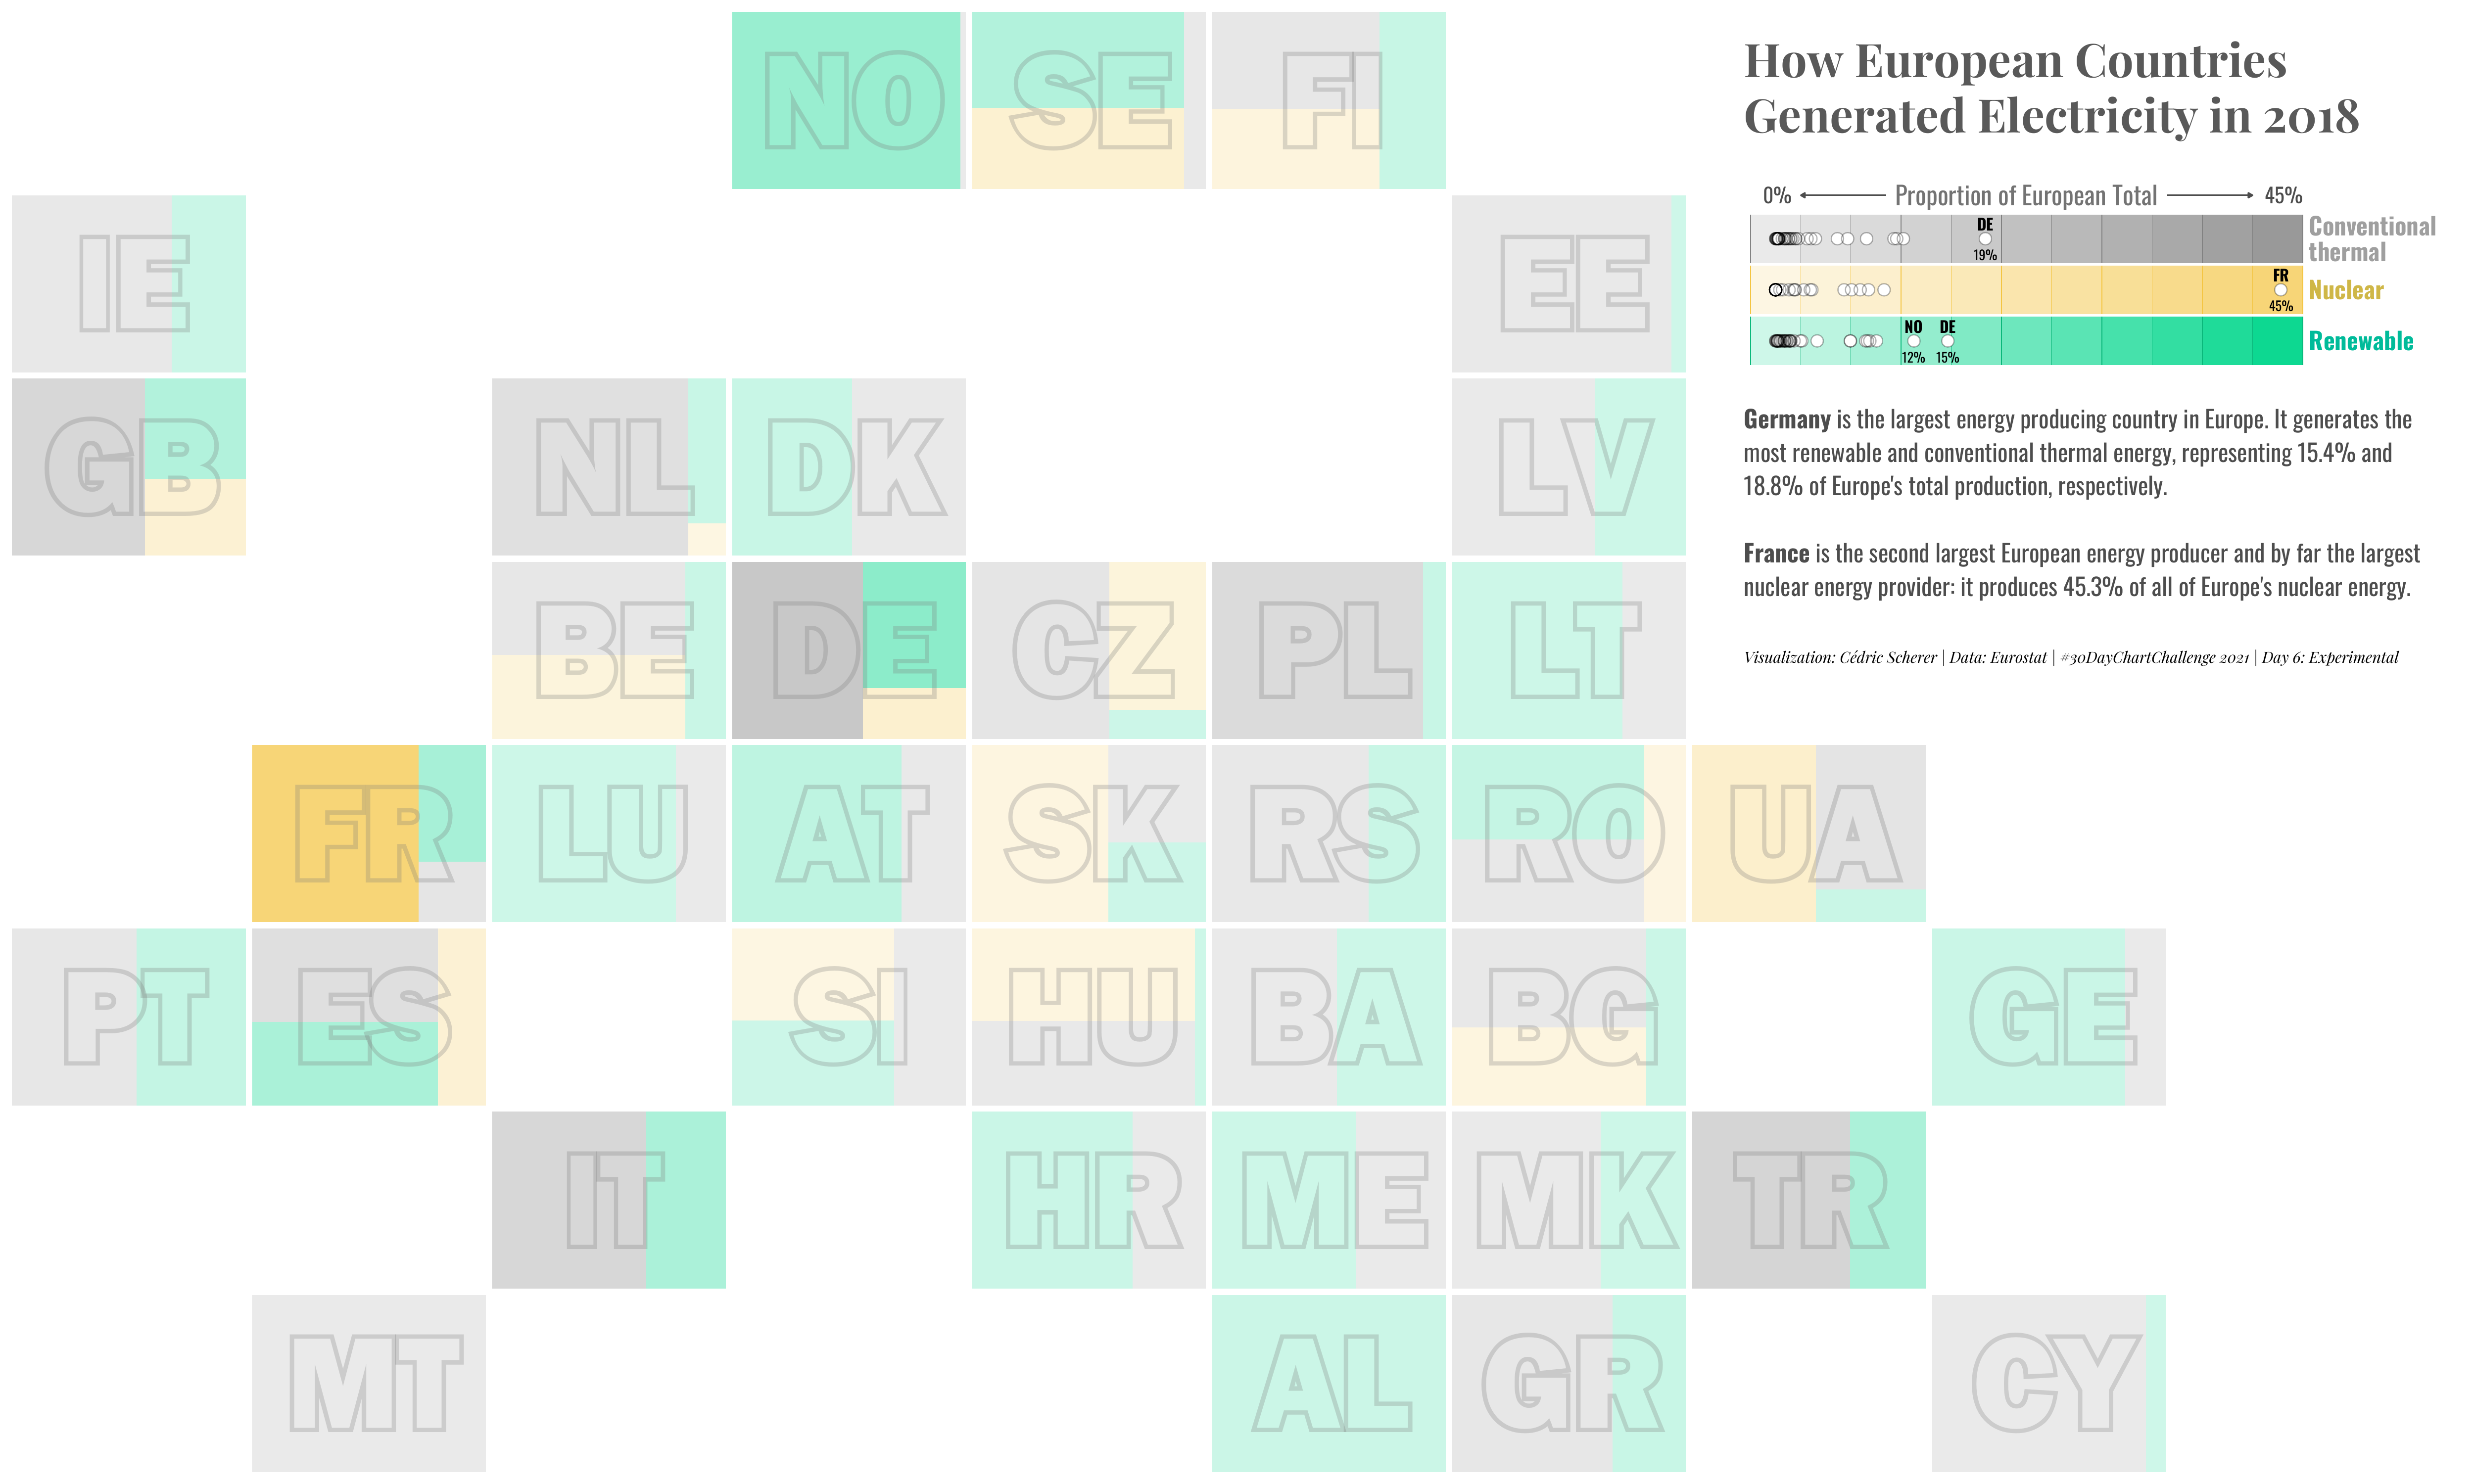 How European Countries
Generated Electricity in 2018
0% Proportion of European Total 45%
DE
19%
Conventional
thermal
FR
45%
Nuclear
NO DE
12% 15%
Renewable
Germany is the largest energy producing country in Europe. It generates the
most renewable and conventional thermal energy, representing 15.4% and
18.8% of Europe's total production, respectively.
France is the second largest European energy producer and by far the largest
nuclear energy provider: it produces 45.3% of all of Europe's nuclear energy.
Visualization: Cédric Scherer | Data: Eurostat | #30DayChartChallenge 2021 | Day 6: Experimental
NO SE FI
IE EE
GB NL DK LV
BE DE CZ PL LT
FR LU AT SK RS RO UA
PT ES SI HU BA BG GE
IT HR ME MK TR
MT AL GR CY